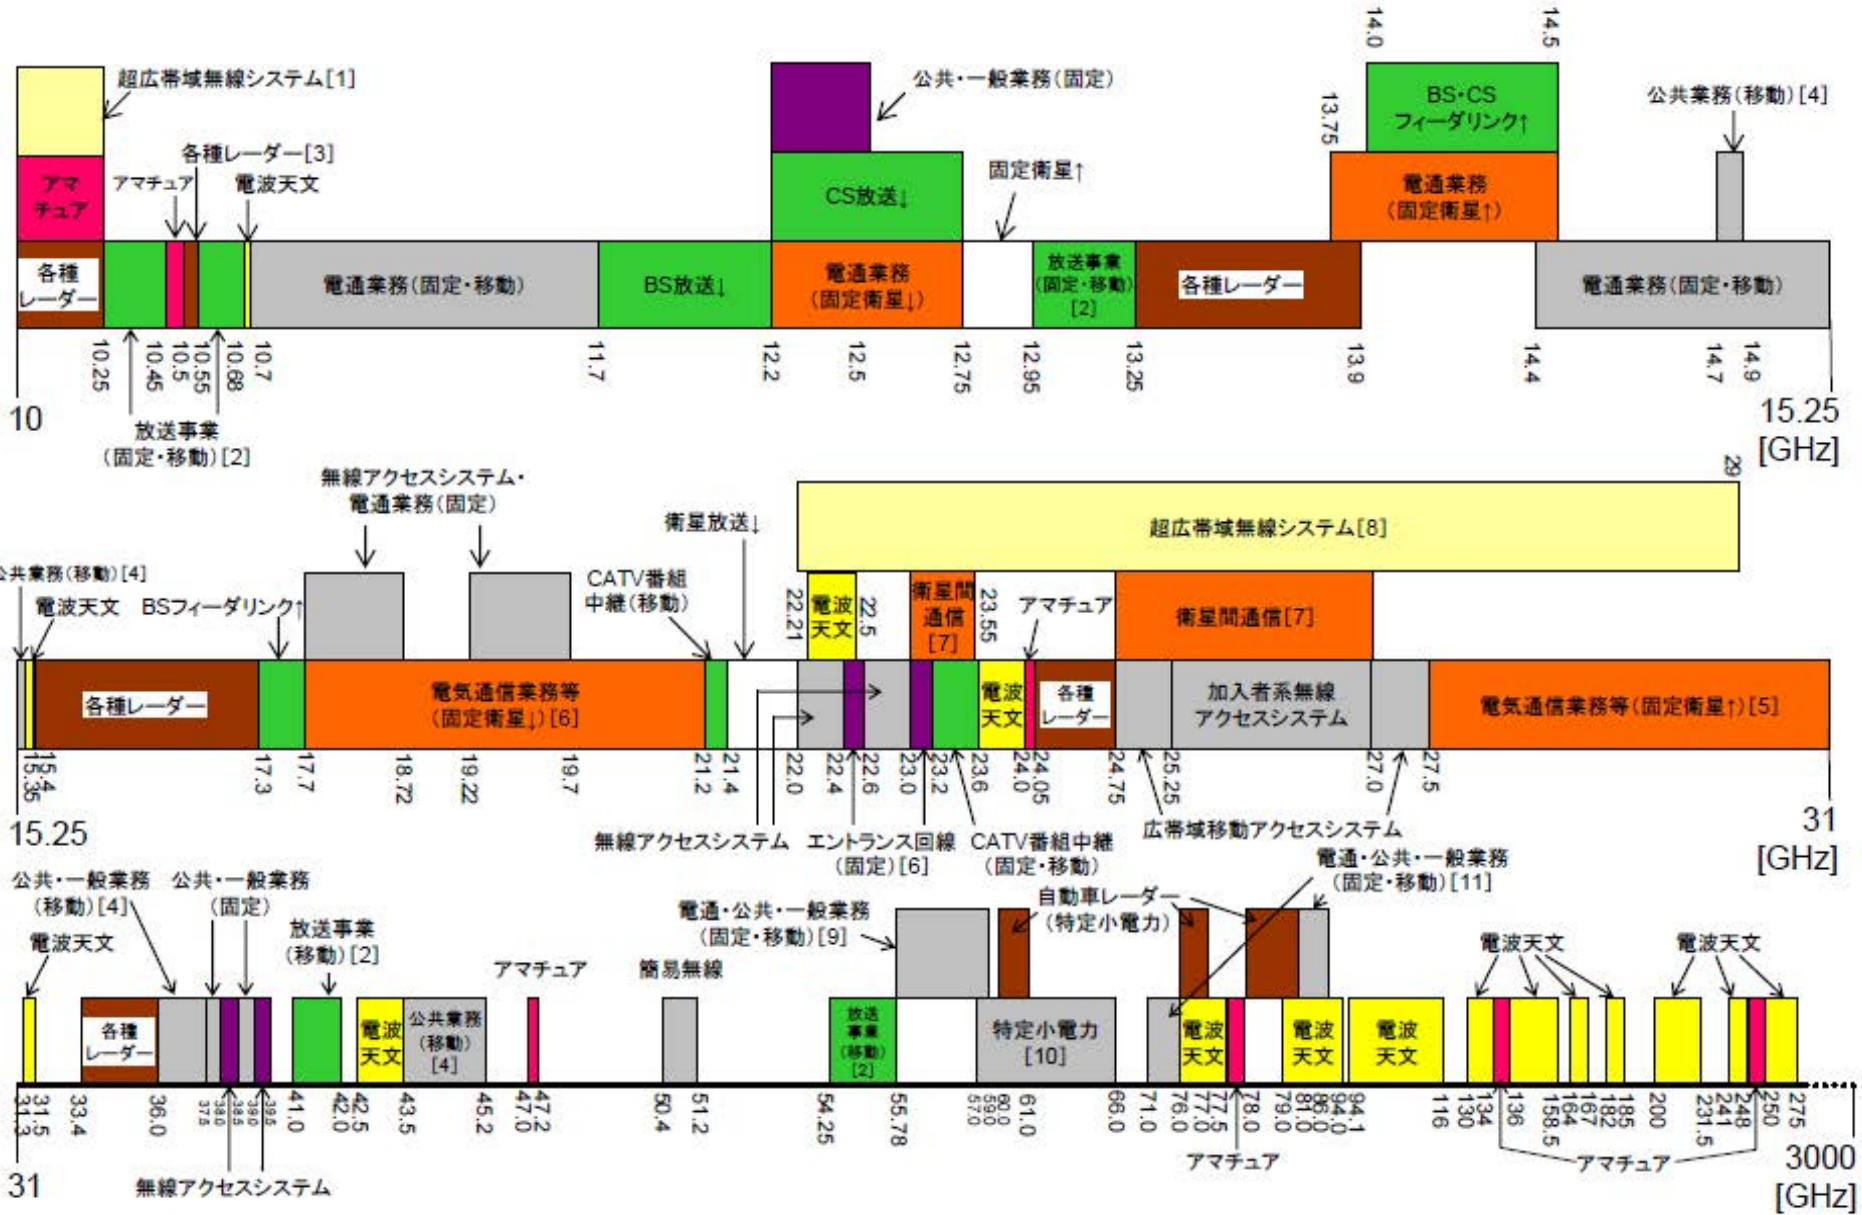 14.0
14.5
超広帯域無線システム[1]
公共・一般業務(固定)
13.75
BS・CS
フィーダリンク↑
公共業務(移動)[4]
各種レーダー[3]
アマ
チュア
アマチュア
電波天文
CS放送↓
固定衛星↑
電通業務
(固定衛星↑)
各種
レーダー
電通業務(固定・移動)
BS放送↓
電通業務
(固定衛星↓)
放送事業
(固定・移動)
[2]
各種レーダー
電通業務(固定・移動)
10.25
10.45
10.5
10.55
10.68
10.7
11.7
12.2
12.5
12.75
12.95
13.25
13.9
14.4
14.7
14.9
10
15.25
[GHz]
放送事業
(固定・移動)[2]
無線アクセスシステム・
電通業務(固定)
衛星放送↓
超広帯域無線システム[8]
29
公共業務(移動)[4]
電波天文
BSフィーダリンク↑
CATV番組
中継(移動)
22.21
電波
天文
22.5
衛星間
通信
[7]
23.55
アマチュア
衛星間通信[7]
各種レーダー
電気通信業務等
(固定衛星↓)[6]
電波
天文
各種
レーダー
加入者系無線
アクセスシステム
電気通信業務等(固定衛星↑)[5]
15.35
15.4
17.3
17.7
18.72
19.22
19.7
21.2
21.4
22.0
22.4
22.6
23.0
23.2
23.6
24.0
24.05
24.75
25.25
27.0
27.5
15.25
31
[GHz]
無線アクセスシステム
エントランス回線
(固定)[6]
CATV番組中継
(固定・移動)
広帯域移動アクセスシステム
公共・一般業務
(移動)[4]
公共・一般業務
(固定)
電波天文
放送事業
(移動)[2]
アマチュア
簡易無線
電通・公共・一般業務
(固定・移動)[9]
自動車レーダー
(特定小電力)
電通・公共・一般業務
(固定・移動)[11]
電波天文
電波天文
各種
レーダー
電波
天文
公共業務
(移動)
[4]
放送
事業
(移動)
[2]
特定小電力
[10]
電波
天文
電波
天文
電波
天文
31.3
31.5
33.4
36.0
37.5
38.0
38.5
39.0
39.5
41.0
42.0
42.5
43.5
45.2
47.0
47.2
50.4
51.2
54.25
55.78
57.0
59.0
60.0
61.0
66.0
71.0
76.0
77.0
77.5
78.0
79.0
81.0
86.0
94.0
94.1
116
130
134
136
158.5
164
167
182
185
200
231.5
241
248
250
275
31
無線アクセスシステム
アマチュア
アマチュア
3000
[GHz]